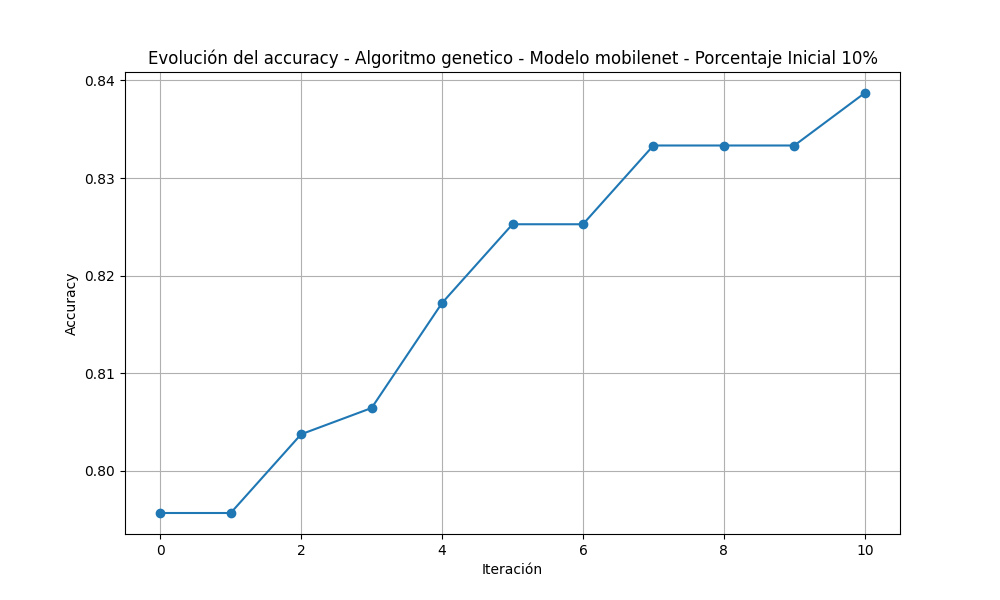 Evolución del accuracy - Algoritmo genetico - Modelo mobilenet - Porcentaje Inicial 10%
0.84
0.83
0.82
0.81
0.80
Accuracy
0 2 4 6 8 10
Iteración